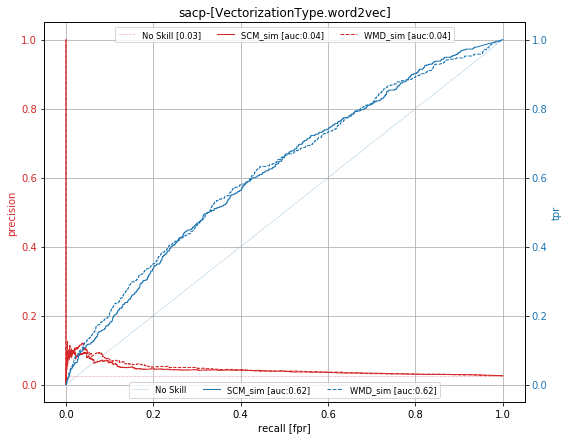 sacp-[VectorizationType.word2vec]
No Skill [0.03] SCM_sim [auc:0.04] WMD_sim [auc:0.04]
1.0 1.0
0.8 0.8
0.6 0.6
precision tpr
0.4 0.4
0.2 0.2
0.0 0.0
No Skill SCM_sim [auc:0.62] WMD_sim [auc:0.62]
0.0 0.2 0.4 0.6 0.8 1.0
recall [fpr]